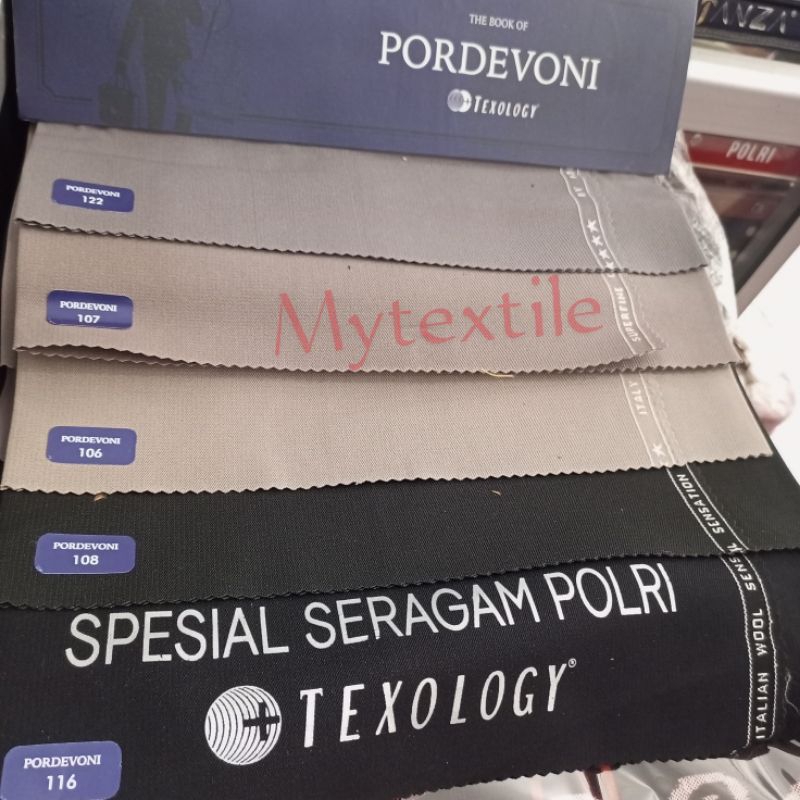 THE BOOK OF
PORDEVONI
TEXOLOGY
POLRI
PORDEVONI
122
PORDEVONI
107
Mytextile
SUPERFINE
PORDEVONI
106
ITALY
PORDEVONI
108
SENSATION
SPESIAL SERAGAM POLRI
TEXOLOGY®
ITALIAN WOOL
PORDEVONI
116